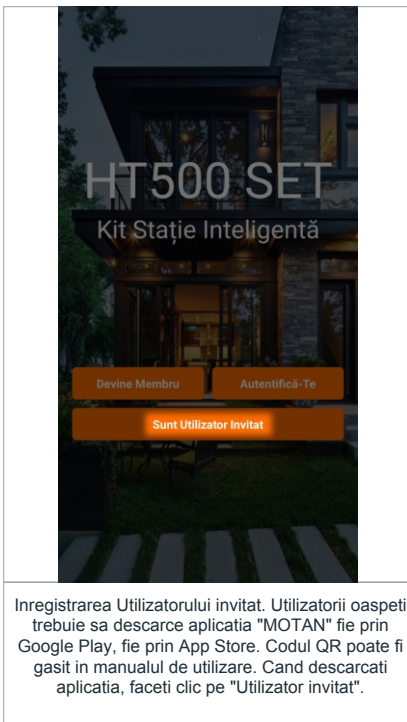 HT500 SET
Kit Stație Inteligentă
Devine Membru
Autentifică-Te
Sunt Utilizator Invitat
Inregistrarea Utilizatorului invitat. Utilizatorii oaspeti
trebuie sa descarce aplicatia "MOTAN" fie prin
Google Play, fie prin App Store. Codul QR poate fi
gasit in manualul de utilizare. Cand descarcati
aplicatia, faceti clic pe "Utilizator invitat".